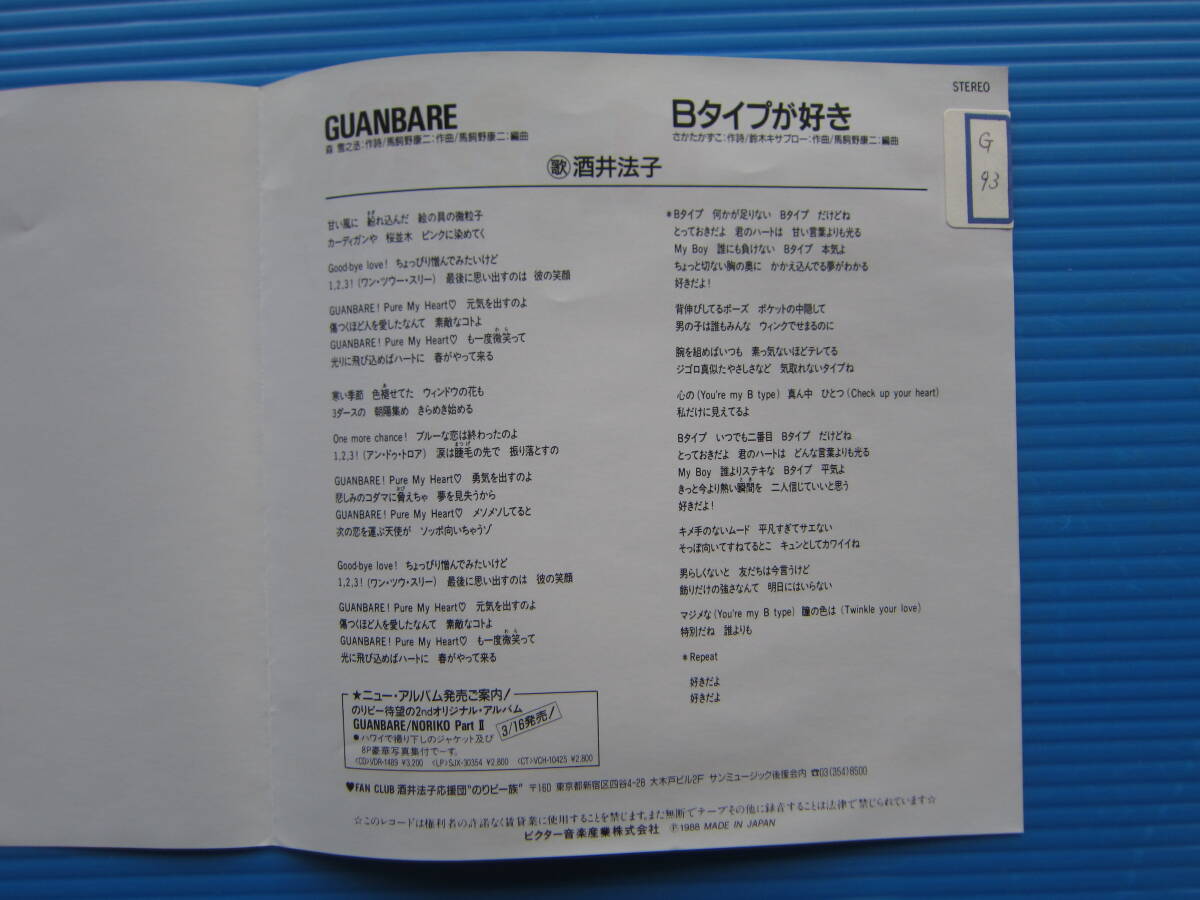 STEREO
GUANBARE
森 雪之丞:作詩/馬飼野康二:作曲/馬飼野康二:編曲
Bタイプが好き
さかたかずこ:作詩/鈴木キサブロー:作曲/馬飼野康二:編曲
G
93
歌 酒井法子
甘い風に 紛れ込んだ 絵の具の微粒子
カーディガンや 桜並木 ピンクに染めてく
Good-bye love! ちょっぴり憎んでみたいけど
1,2,3!(ワン・ツウー・スリー) 最後に思い出すのは 彼の笑顔
GUANBARE! Pure My Heart♡ 元気を出すのよ
傷つくほど人を愛したなんて 素敵なコトよ
GUANBARE! Pure My Heart♡ も一度微笑って
光りに飛び込めばハートに 春がやって来る
寒い季節 色褪せてた ウィンドウの花も
3ダースの 朝陽集め きらめき始める
One more chance! ブルーな恋は終わったのよ
1,2,3!(アン・ドゥ・トロア) 涙は睫毛の先で 振り落とすの
GUANBARE! Pure My Heart♡ 勇気を出すのよ
悲しみのコダマに脅えちゃ 夢を見失うから
GUANBARE! Pure My Heart♡ メソメソしてると
次の恋を運ぶ天使が ソッポ向いちゃうゾ
Good-bye love! ちょっぴり憎んでみたいけど
1,2,3!(ワン・ツウ・スリー) 最後に思い出すのは 彼の笑顔
GUANBARE! Pure My Heart♡ 元気を出すのよ
傷つくほど人を愛したなんて 素敵なコトよ
GUANBARE! Pure My Heart♡ も一度微笑って
光に飛び込めばハートに 春がやって来る
*Bタイプ 何かが足りない Bタイプ だけどね
とっておきだよ 君のハートは 甘い言葉よりも光る
My Boy 誰にも負けない Bタイプ 本気よ
ちょっと切ない胸の奥に かかえ込んでる夢がわかる
好きだよ!
背伸びしてるポーズ ポケットの中隠して
男の子は誰もみんな ウィンクでせまるのに
腕を組めばいつも 素っ気ないほどテレてる
ジゴロ真似たやさしさなど 気取れないタイプね
心の(You're my B type) 真ん中 ひとつ(Check up your heart)
私だけに見えてるよ
Bタイプ いつでも二番目 Bタイプ だけどね
とっておきだよ 君のハートは どんな言葉よりも光る
My Boy 誰よりステキな Bタイプ 平気よ
きっと今より熱い瞬間を 二人信じていいと思う
好きだよ!
キメ手のないムード 平凡すぎてサエない
そっぽ向いてすねてるとこ キュンとしてカワイイね
男らしくないと 友だちは今言うけど
飾りだけの強さなんて 明日にはいらない
マジメな(You're my B type) 瞳の色は(Twinkle your love)
特別だね 誰よりも
*Repeat
好きだよ
好きだよ
★ニュー・アルバム発売ご案内!
のりピー待望の2ndオリジナル・アルバム
GUANBARE/NORIKO Part II
3/16発売!
●ハワイで撮り下しのジャケット及び
8P豪華写真集付でーす。
<CD>VDR-1489 ¥3,200 <LP>SJX-30354 ¥2,800 <CT>VCH-10425 ¥2,800
♥FAN CLUB 酒井法子応援団"のりピー族" 〒160 東京都新宿区四谷4-28 大木戸ビル2F サンミュージック後援会内 ☎03(354)8500
☆このレコードは権利者の許諾なく賃貸業に使用することを禁じます。また無断でテープその他に録音することは法律で禁じられています☆
ビクター音楽産業株式会社 Ⓟ1988 MADE IN JAPAN